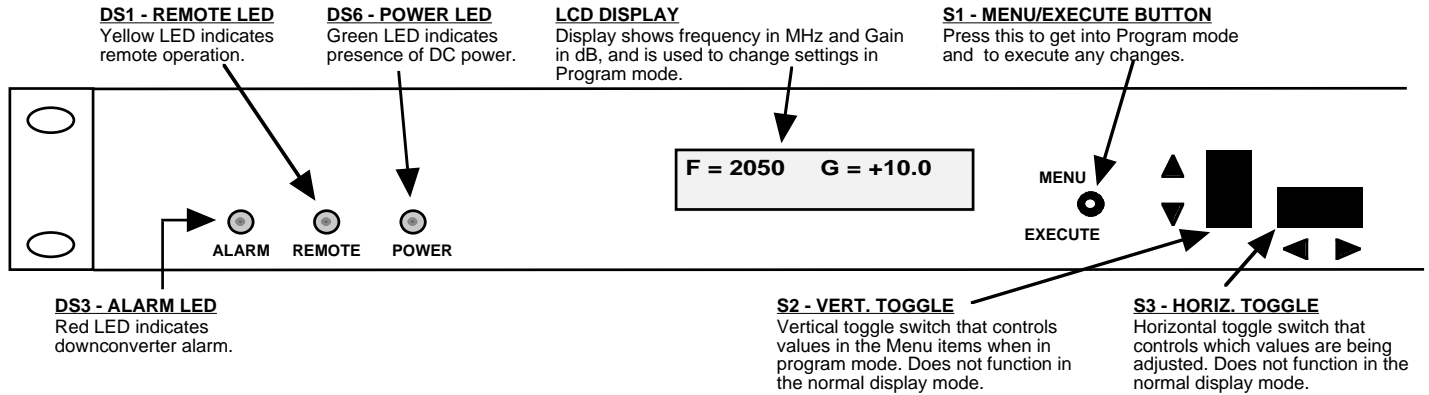 DS1 - REMOTE LED
Yellow LED indicates
remote operation.
DS6 - POWER LED
Green LED indicates
presence of DC power.
LCD DISPLAY
Display shows frequency in MHz and Gain
in dB, and is used to change settings in
Program mode.
S1 - MENU/EXECUTE BUTTON
Press this to get into Program mode
and to execute any changes.
F = 2050 G = +10.0
MENU
EXECUTE
ALARM
REMOTE
POWER
DS3 - ALARM LED
Red LED indicates
downconverter alarm.
S2 - VERT. TOGGLE
Vertical toggle switch that controls
values in the Menu items when in
program mode. Does not function in
the normal display mode.
S3 - HORIZ. TOGGLE
Horizontal toggle switch that
controls which values are being
adjusted. Does not function in the
normal display mode.